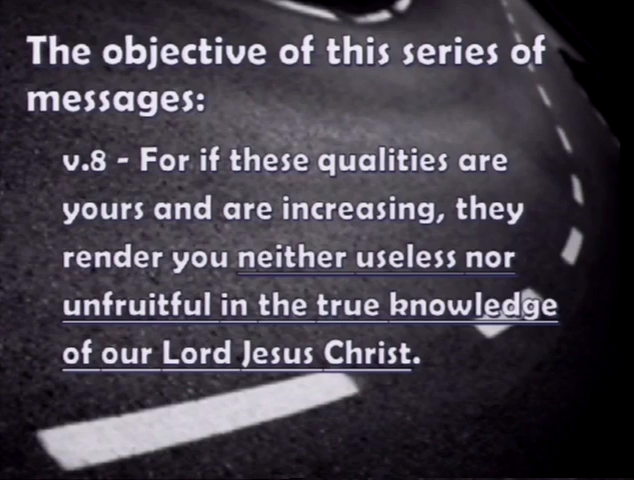 The objective of this series of
messages:
v.8 - For if these qualities are
yours and are increasing, they
render you neither useless nor
unfruitful in the true knowledge
of our Lord Jesus Christ.